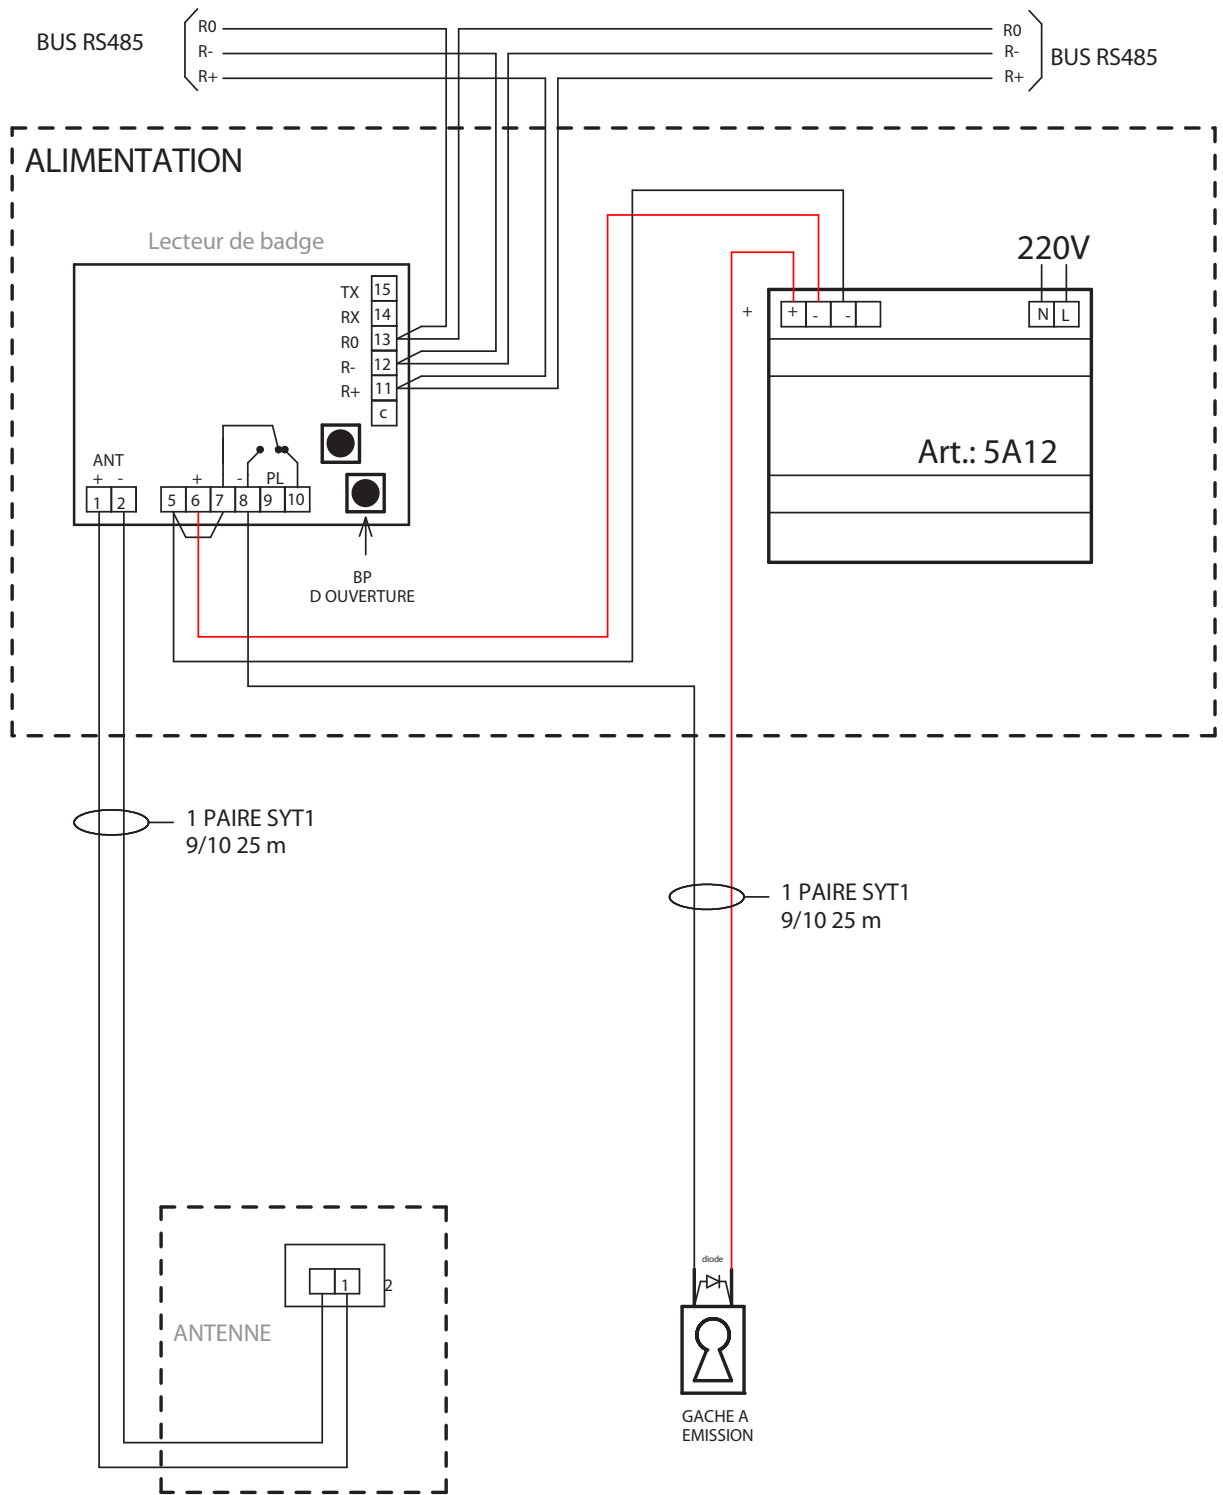 BUS RS485
R0
R-
R+
R0
R-
R+
BUS RS485
ALIMENTATION
Lecteur de badge
220V
TX 15
RX 14
R0 13
R- 12
R+ 11
c
+ + - -
N L
Art.: 5A12
ANT
+ -
+ - PL
1 2
5 6 7 8 9 10
BP
D OUVERTURE
1 PAIRE SYT1
9/10 25 m
1 PAIRE SYT1
9/10 25 m
diode
1 2
ANTENNE
GACHE A
EMISSION